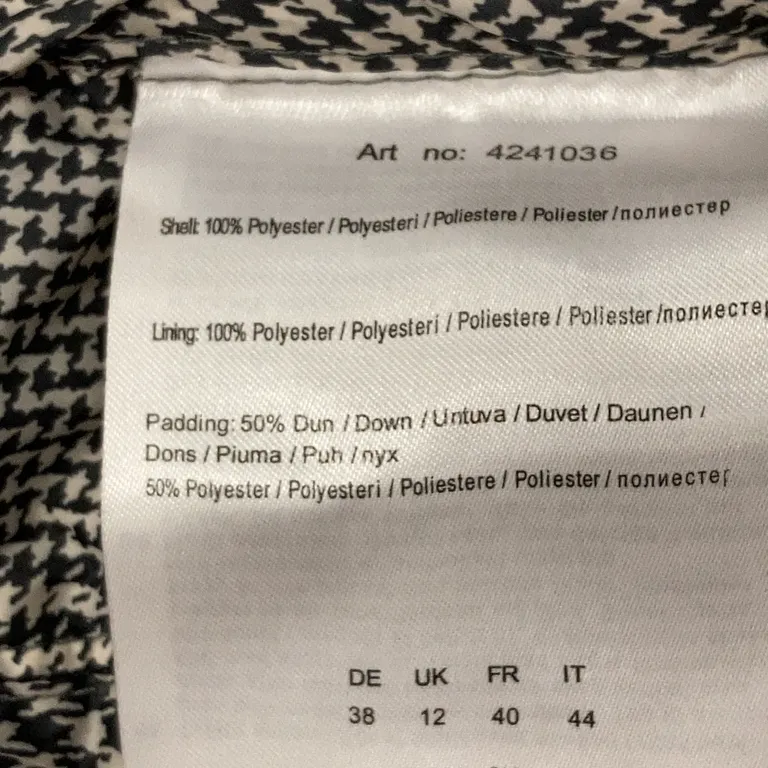 Art no: 4241036
Shell: 100% Polyester / Polyesteri / Poliestere / Poliester / полиестер
Lining: 100% Polyester / Polyesteri / Poliestere / Poliester /полиестер
Padding: 50% Dun / Down / Untuva / Duvet / Daunen /
Dons / Piuma / Puh / пух
50% Polyester / Polyesteri / Poliestere / Poliester / полиестер
DE UK FR IT
38 12 40 44